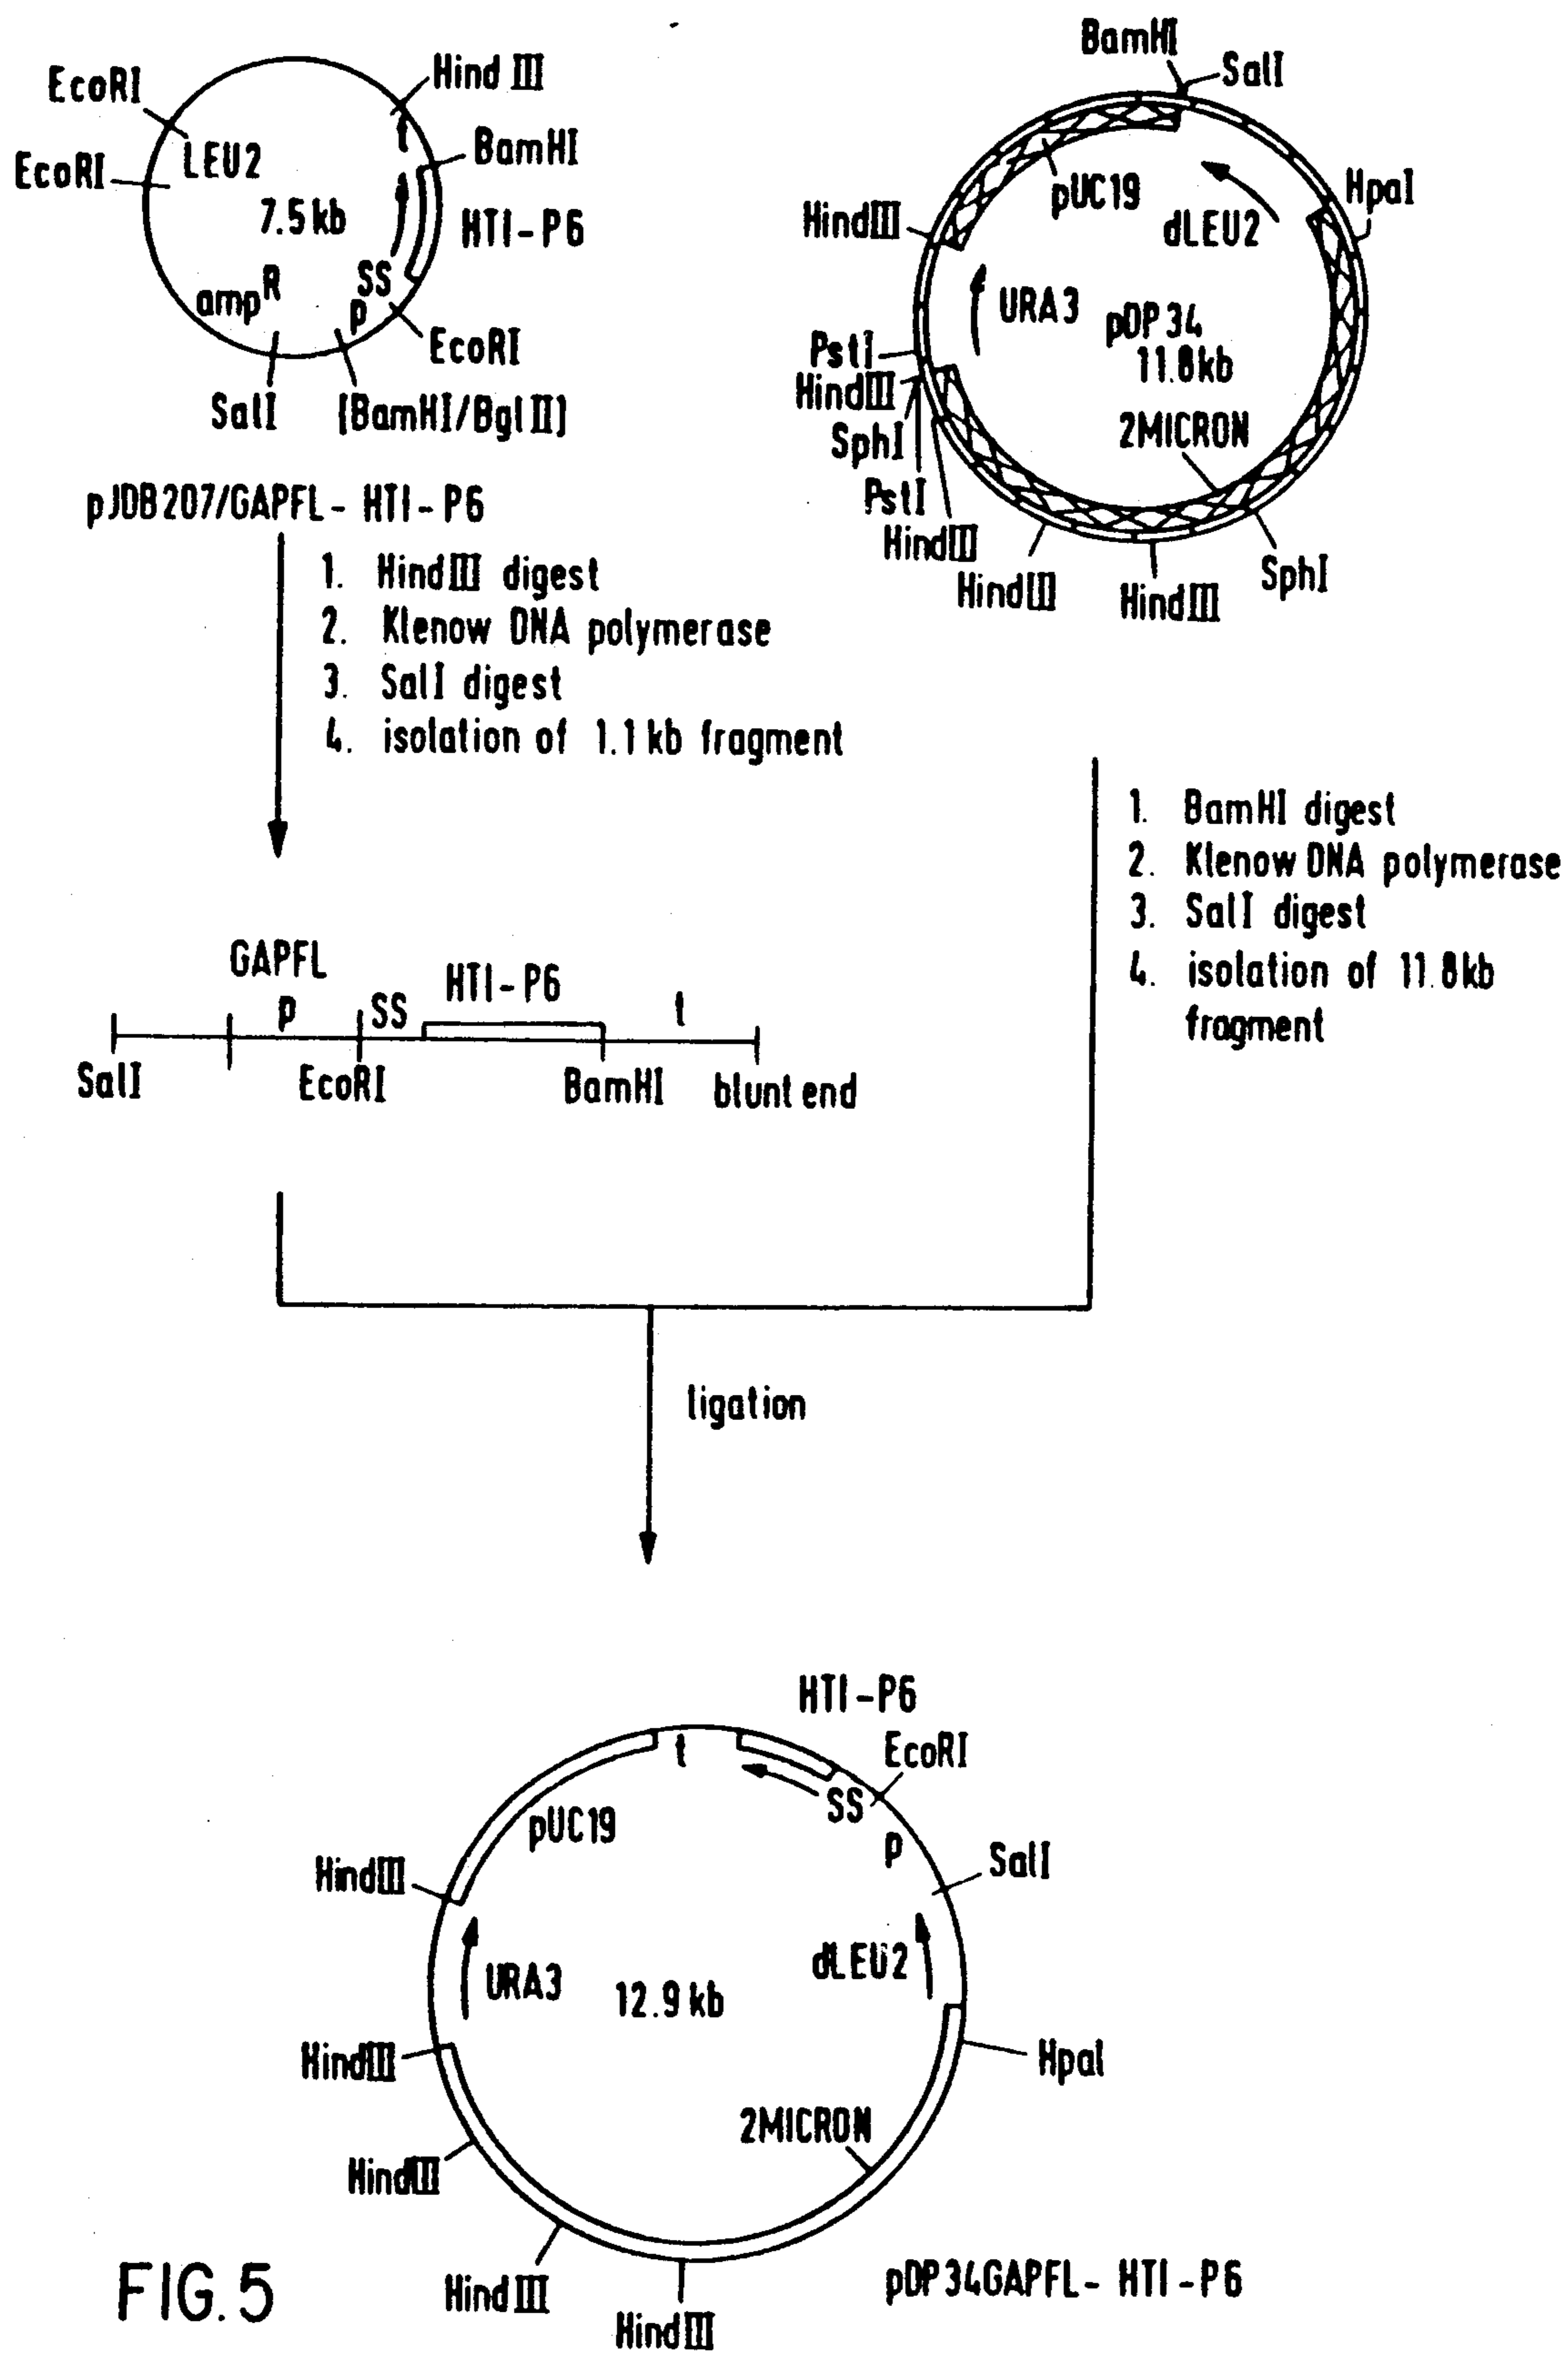 EcoRI
EcoRI
LEU2
7.5 kb
amp R
Hind III
t
BamHI
HTI-P6
SS
p
EcoRI
SalI
[BamHI/Bgl II]
pJDB207/GAPFL - HTI - P6
BamHI
SalI
pUC19
dLEU2
HpaI
HindIII
URA3
pDP34
11.8kb
PstI
HindIII
SphI
PstI
HindIII
HindIII
HindIII
2MICRON
SphI
1. HindIII digest
2. Klenow DNA polymerase
3. SalI digest
4. isolation of 1.1 kb fragment
1. BamHI digest
2. Klenow DNA polymerase
3. SalI digest
4. isolation of 11.8kb
fragment
GAPFL
p
SS
HTI-P6
t
SalI
EcoRI
BamHI
blunt end
ligation
HTI-P6
EcoRI
t
SS
pUC19
p
SalI
HindIII
URA3
12.9 kb
dLEU2
HindIII
HpaI
2MICRON
HindIII
HindIII
HindIII
pDP34GAPFL- HTI-P6
FIG. 5